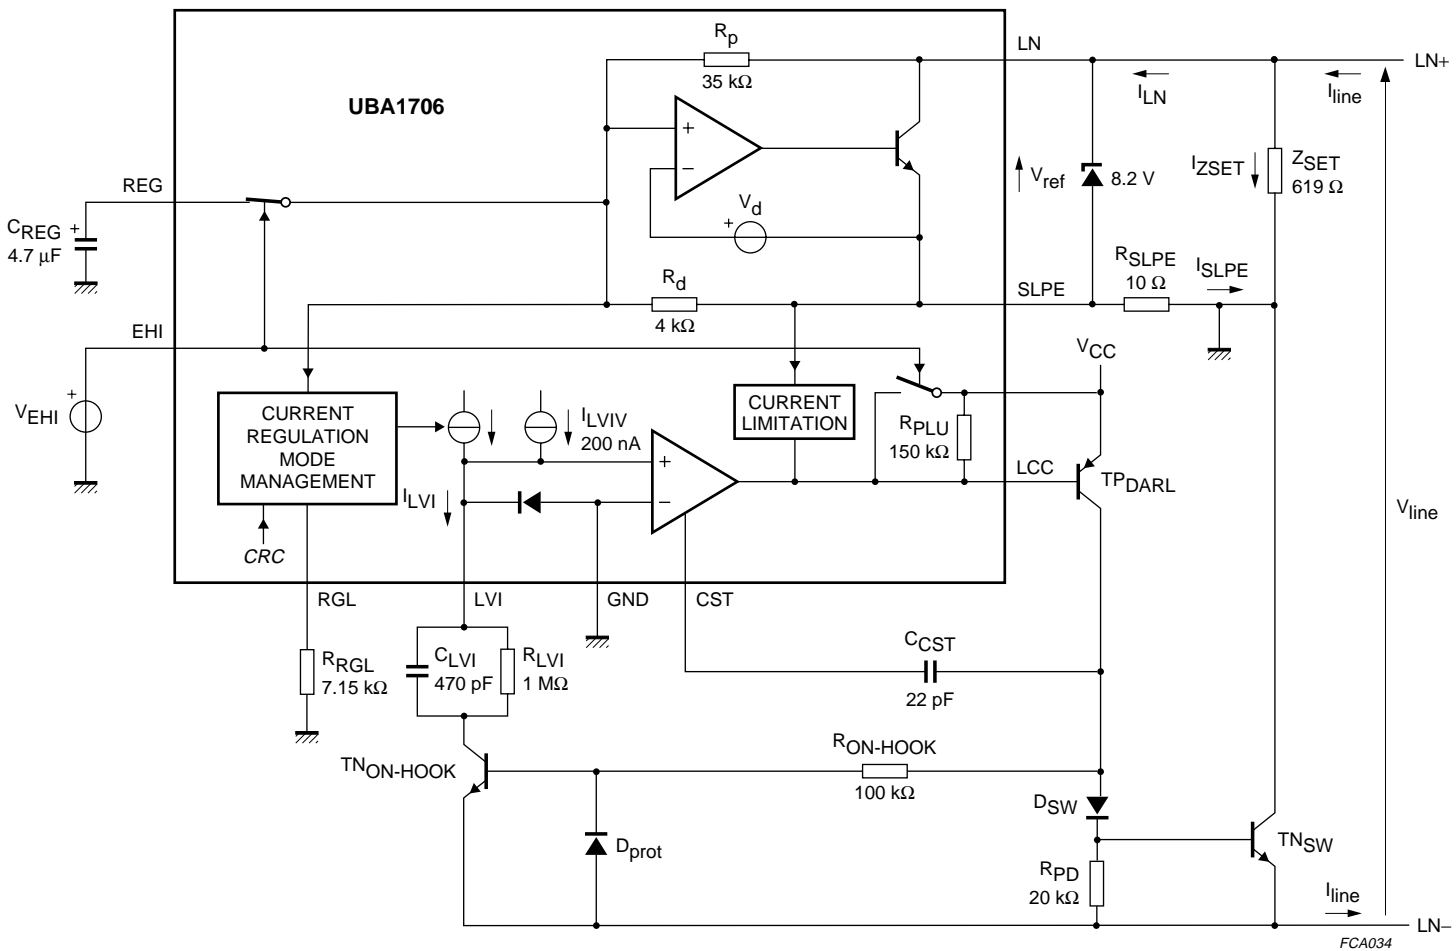 LN
LN+
Rp
35 kΩ
ILN
Iline
UBA1706
+
−
Vref
8.2 V
IZSET
ZSET
619 Ω
REG
CREG +
4.7 μF
Vd
+
RSLPE
10 Ω
ISLPE
Rd
4 kΩ
SLPE
EHI
VCC
VEHI
+
CURRENT
REGULATION
MODE
MANAGEMENT
ILVIV
200 nA
CURRENT
LIMITATION
RPLU
150 kΩ
+
−
LCC
TPDARL
ILVI
CRC
Vline
RGL
LVI
GND
CST
RRGL
7.15 kΩ
CLVI
470 pF
RLVI
1 MΩ
CCST
22 pF
TNON-HOOK
RON-HOOK
100 kΩ
DSW
Dprot
RPD
20 kΩ
TNSW
Iline
LN−
FCA034